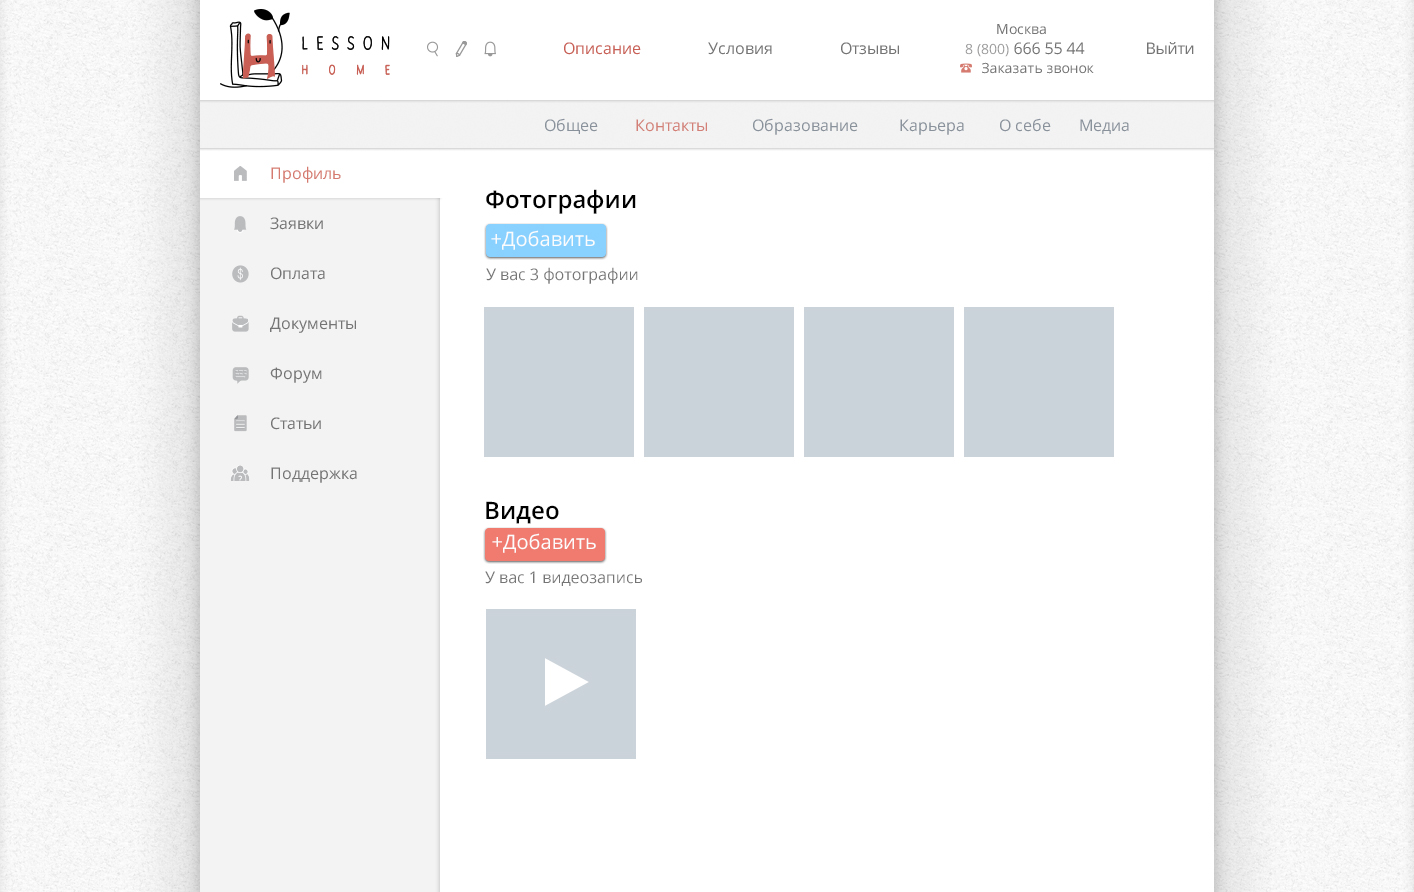 LESSON
HOME
Описание
Условия
Отзывы
Москва
8 (800) 666 55 44
Заказать звонок
Выйти
Общее
Контакты
Образование
Карьера
О себе
Медиа
Профиль
Заявки
Оплата
Документы
Форум
Статьи
Поддержка
Фотографии
+Добавить
У вас 3 фотографии
Видео
+Добавить
У вас 1 видеозапись